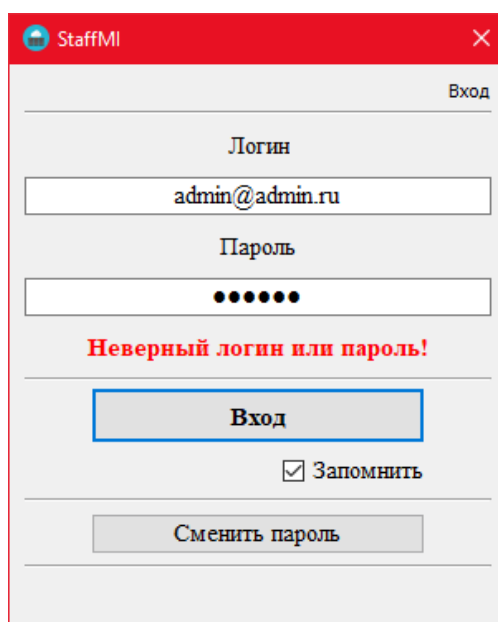 StaffMI
Вход
Логин
admin@admin.ru
Пароль
●●●●●●
Неверный логин или пароль!
Вход
Запомнить
Сменить пароль